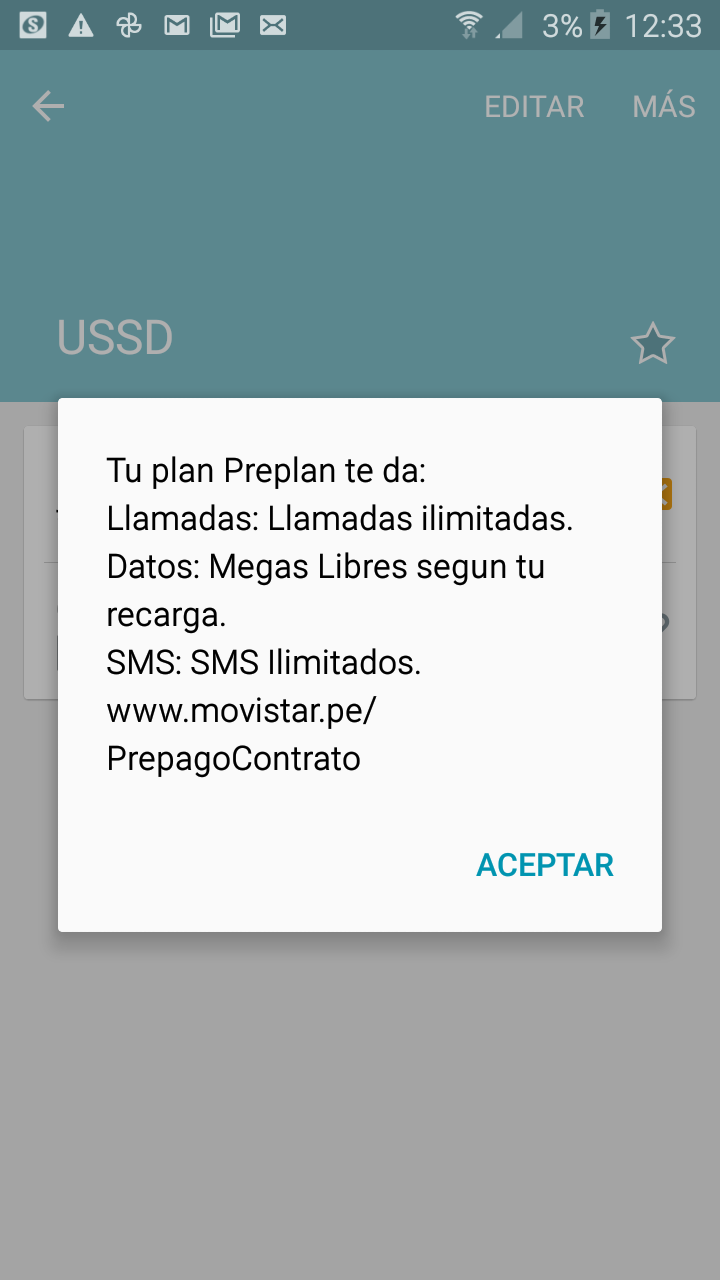 3% 12:33
EDITAR MÁS
USSD
Tu plan Preplan te da:
Llamadas: Llamadas ilimitadas.
Datos: Megas Libres segun tu
recarga.
SMS: SMS Ilimitados.
www.movistar.pe/
PrepagoContrato
ACEPTAR